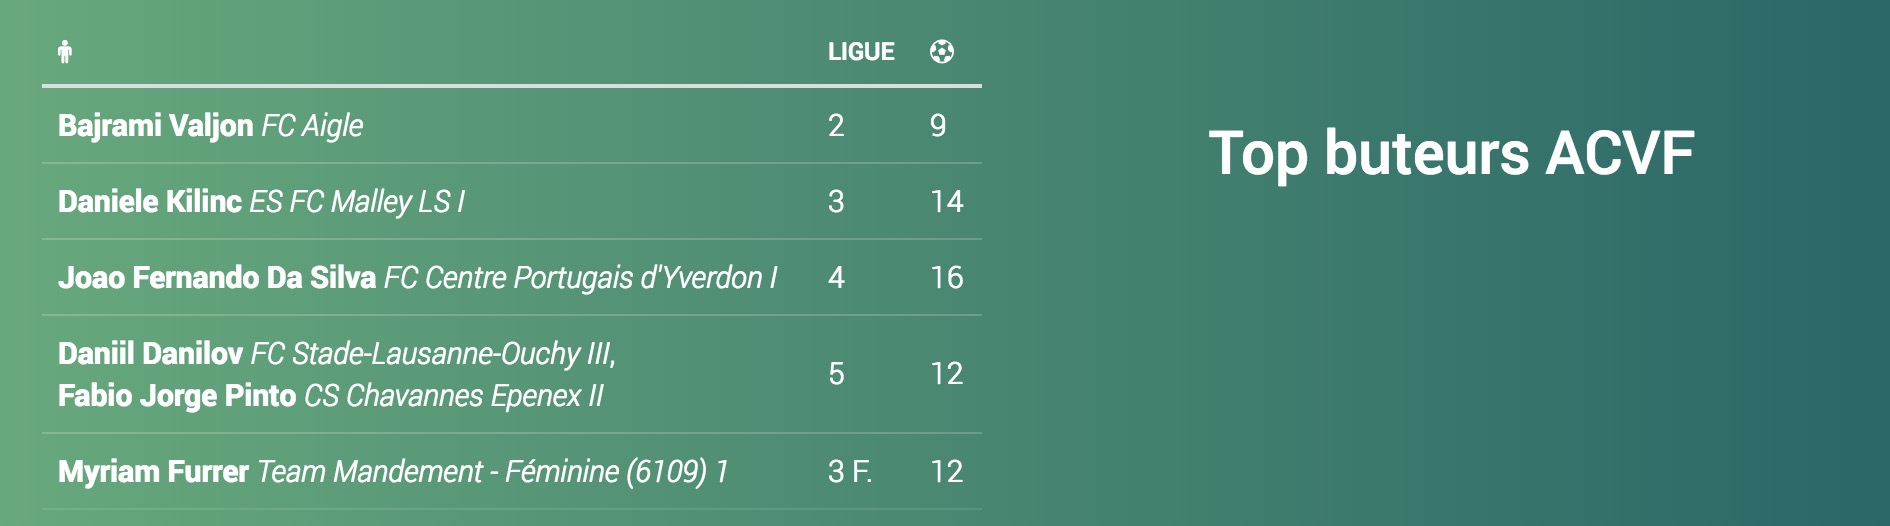 LIGUE
Bajrami Valjon FC Aigle 2 9
Daniele Kilinc ES FC Malley LS I 3 14
Joao Fernando Da Silva FC Centre Portugais d'Yverdon I 4 16
Daniil Danilov FC Stade-Lausanne-Ouchy III,
Fabio Jorge Pinto CS Chavannes Epenex II 5 12
Myriam Furrer Team Mandement - Féminine (6109) 1 3 F. 12
Top buteurs ACVF